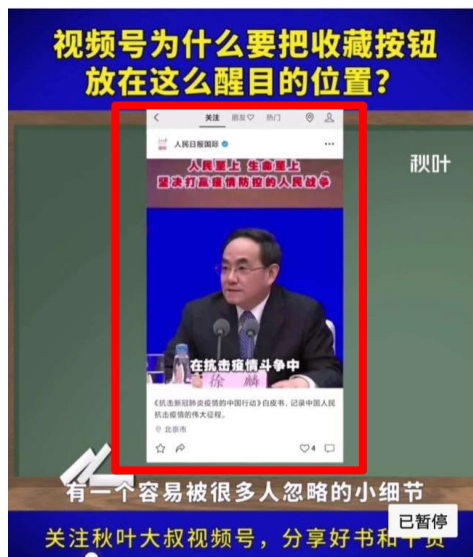 视频号为什么要把收藏按钮
放在这么醒目的位置?
关注 朋友♡ 热门
人民日报国际
人民至上 生命至上
坚决打赢疫情防控的人民战争
秋叶
在抗击疫情斗争中
徐麟
《抗击新冠肺炎疫情的中国行动》白皮书,记录中国人民
抗击疫情的伟大征程。
北京市
4
有一个容易被很多人忽略的小细节
已暂停
关注秋叶大叔视频号,分享好书和干货